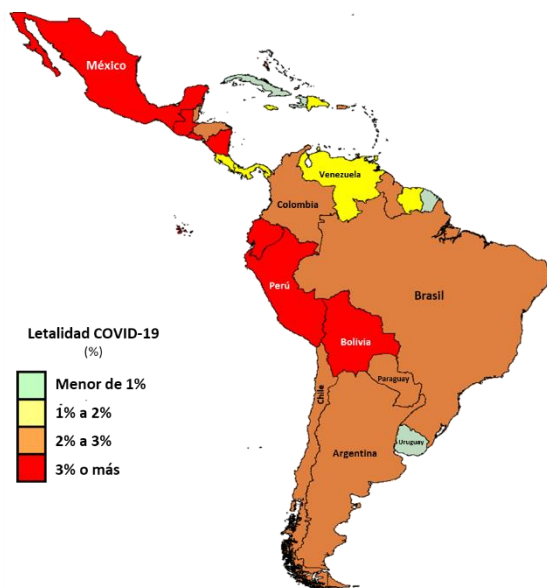 México
Venezuela
Colombia
Perú
Brasil
Bolivia
Paraguay
Chile
Argentina
Uruguay
Letalidad COVID-19
(%)
Menor de 1%
1% a 2%
2% a 3%
3% o más